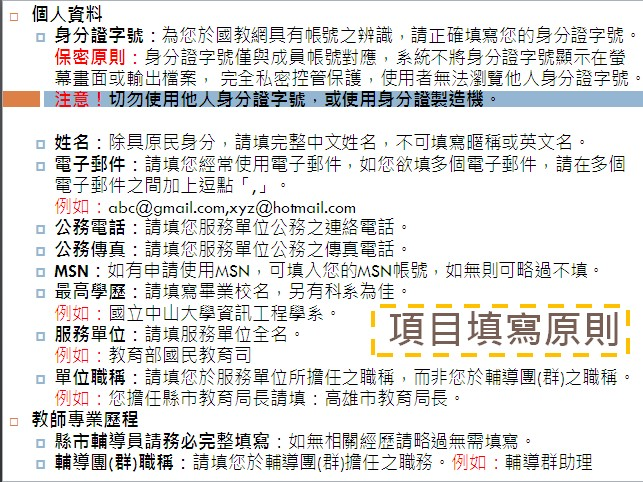 個人資料
身分證字號：為您於國教網具有帳號之辨識，請正確填寫您的身分證字號。
保密原則：身分證字號僅與成員帳號對應，系統不將身分證字號顯示在螢
幕畫面或輸出檔案， 完全私密控管保護，使用者無法瀏覽他人身分證字號。
注意！切勿使用他人身分證字號，或使用身分證製造機。
姓名：除具原民身分，請填完整中文姓名，不可填寫暱稱或英文名。
電子郵件：請填您經常使用電子郵件，如您欲填多個電子郵件，請在多個
電子郵件之間加上逗點「,」。
例如：abc@gmail.com,xyz@hotmail.com
公務電話：請填您服務單位公務之連絡電話。
公務傳真：請填您服務單位公務之傳真電話。
MSN：如有申請使用MSN，可填入您的MSN帳號，如無則可略過不填。
最高學歷：請填寫畢業校名，另有科系為佳。
例如：國立中山大學資訊工程學系。
服務單位：請填服務單位全名。
例如：教育部國民教育司
單位職稱：請填您於服務單位所擔任之職稱，而非您於輔導團(群)之職稱。
例如：您擔任縣市教育局長請填：高雄市教育局長。
項目填寫原則
教師專業歷程
縣市輔導員請務必完整填寫：如無相關經歷請略過無需填寫。
輔導團(群)職稱：請填您於輔導團(群)擔任之職務。例如：輔導群助理